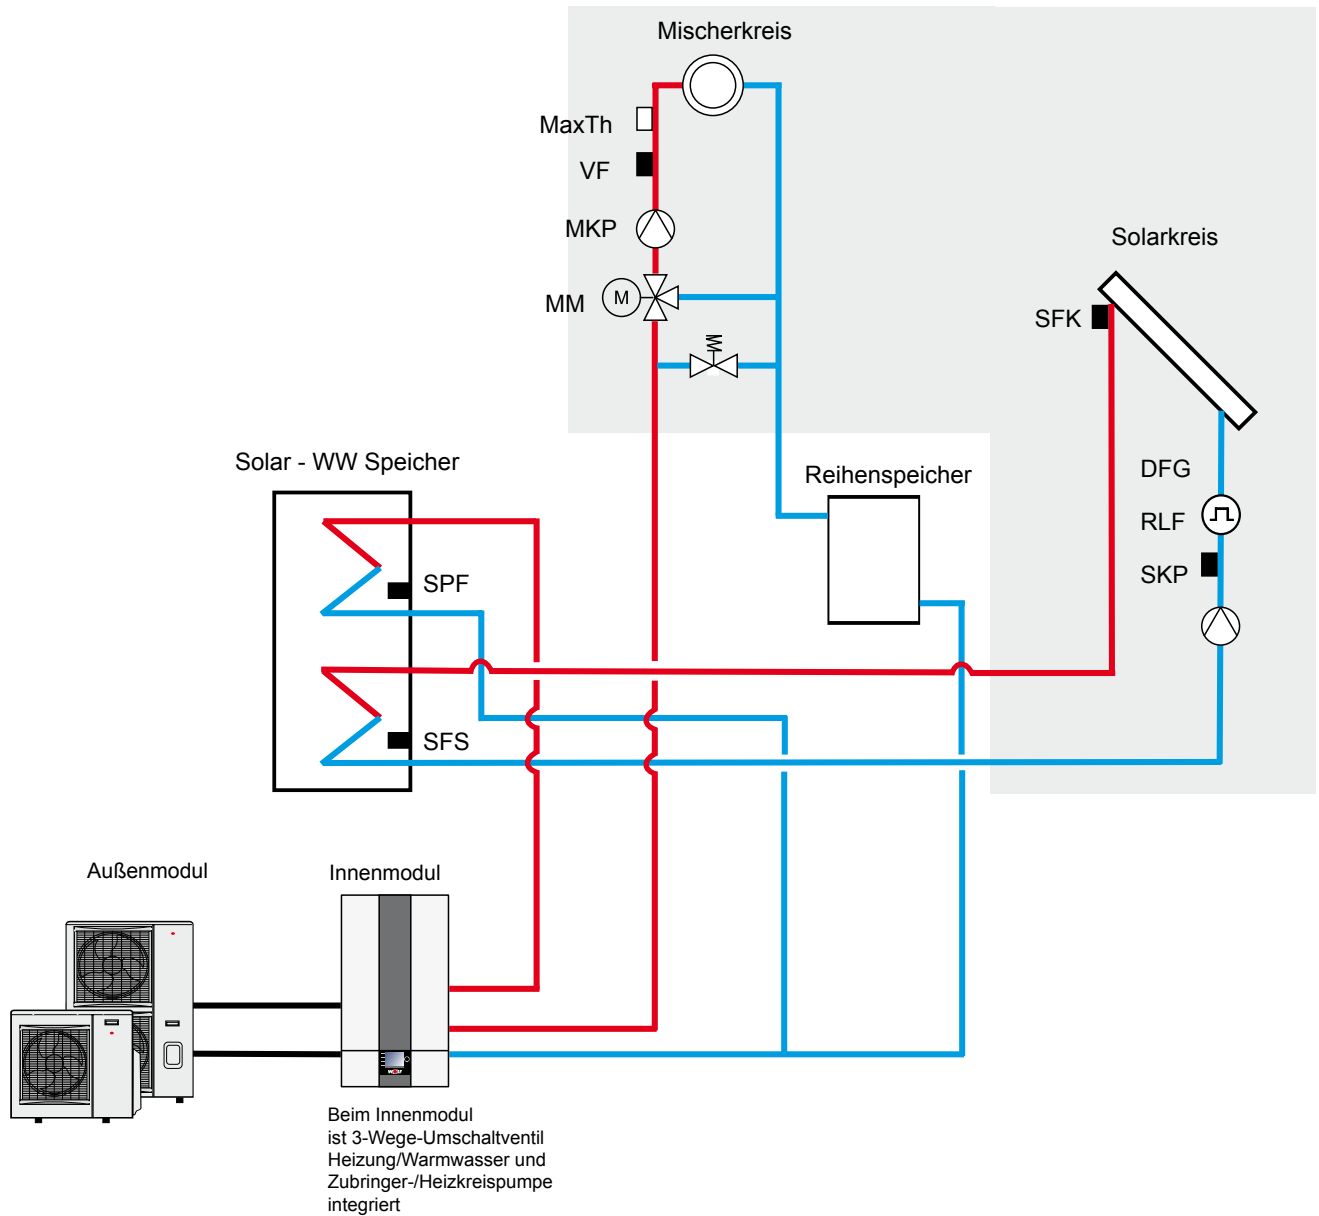 Mischerkreis
MaxTh
VF
MKP
MM
M
Solarkreis
SFK
DFG
RLF
SKP
Solar - WW Speicher
SPF
SFS
Reihenspeicher
Außenmodul
Innenmodul
WOLF
Beim Innenmodul
ist 3-Wege-Umschaltventil
Heizung/Warmwasser und
Zubringer-/Heizkreispumpe
integriert